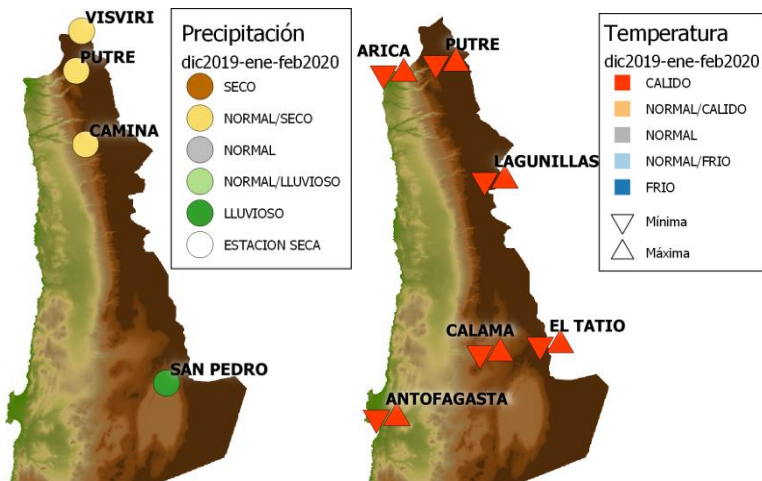 VISVIRI
PUTRE
CAMINA
SAN PEDRO
Precipitación
dic2019-ene-feb2020
SECO
NORMAL/SECO
NORMAL
NORMAL/LLUVIOSO
LLUVIOSO
ESTACION SECA
ARICA
PUTRE
LAGUNILLAS
CALAMA
EL TATIO
ANTOFAGASTA
Temperatura
dic2019-ene-feb2020
CALIDO
NORMAL/CALIDO
NORMAL
NORMAL/FRIO
FRIO
Mínima
Máxima